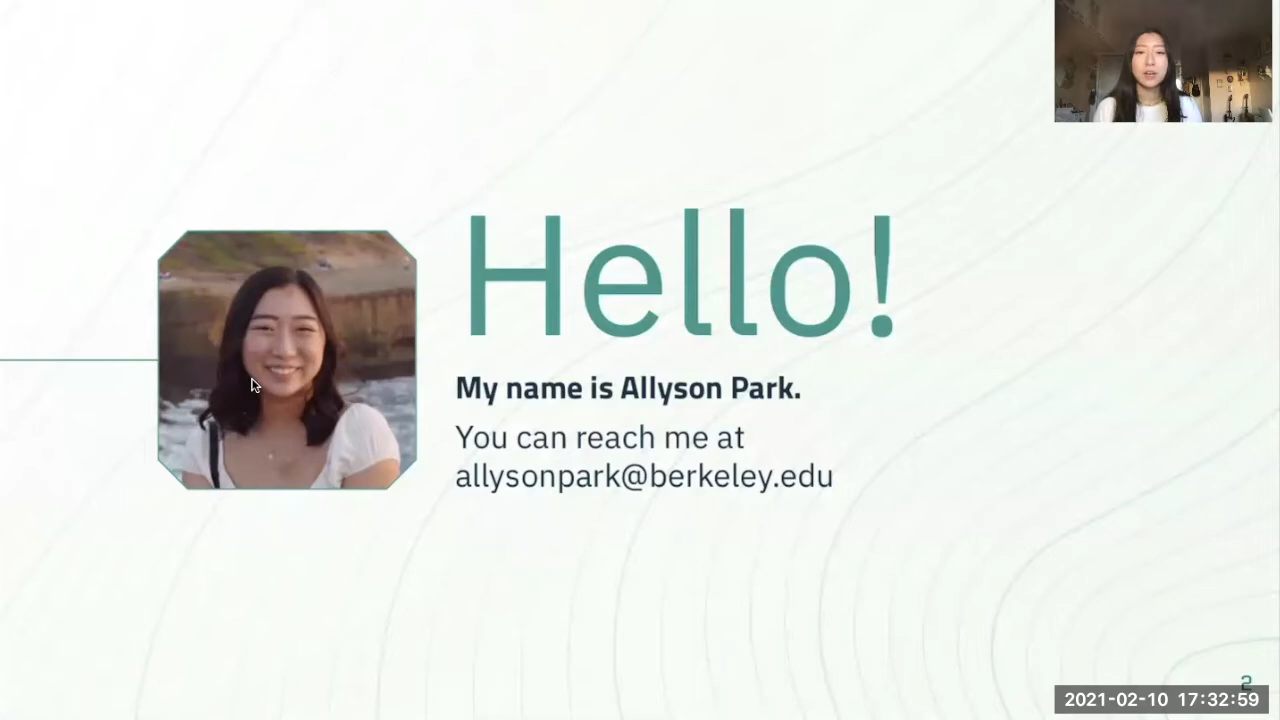 Hello!
My name is Allyson Park.
You can reach me at
allysonpark@berkeley.edu
2
2021-02-10 17:32:59